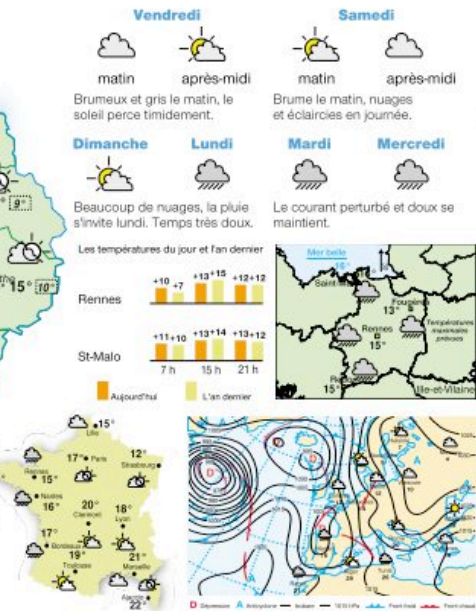 Vendredi
Samedi
matin
après-midi
matin
après-midi
Brumeux et gris le matin, le
soleil perce timidement.
Brume le matin, nuages
et éclaircies en journée.
Dimanche
Lundi
Mardi
Mercredi
Beaucoup de nuages, la pluie
s'invite lundi. Temps très doux.
Le courant perturbé et doux se
maintient.
9°
15°
10°
Les températures du jour et l'an dernier
Rennes
+10
+7
+13
+15
+12
+12
St-Malo
+11
+10
+13
+14
+13
+12
7 h
15 h
21 h
Aujourd'hui
L'an dernier
Mer belle
16°
13°
Fougères
Rennes
15°
Températures
maximales
prévues
15°
Ille-et-Vilaine
15°
Lille
17°
Paris
12°
Strasbourg
Rennes
15°
Nantes
16°
20°
Clermont
18°
Lyon
17°
Bordeaux
19°
Toulouse
21°
Marseille
Ajaccio
22°
D
D
A
A
D Dépression
A Anticyclone
Isobare
1015 hPa
Front froid
Front chaud